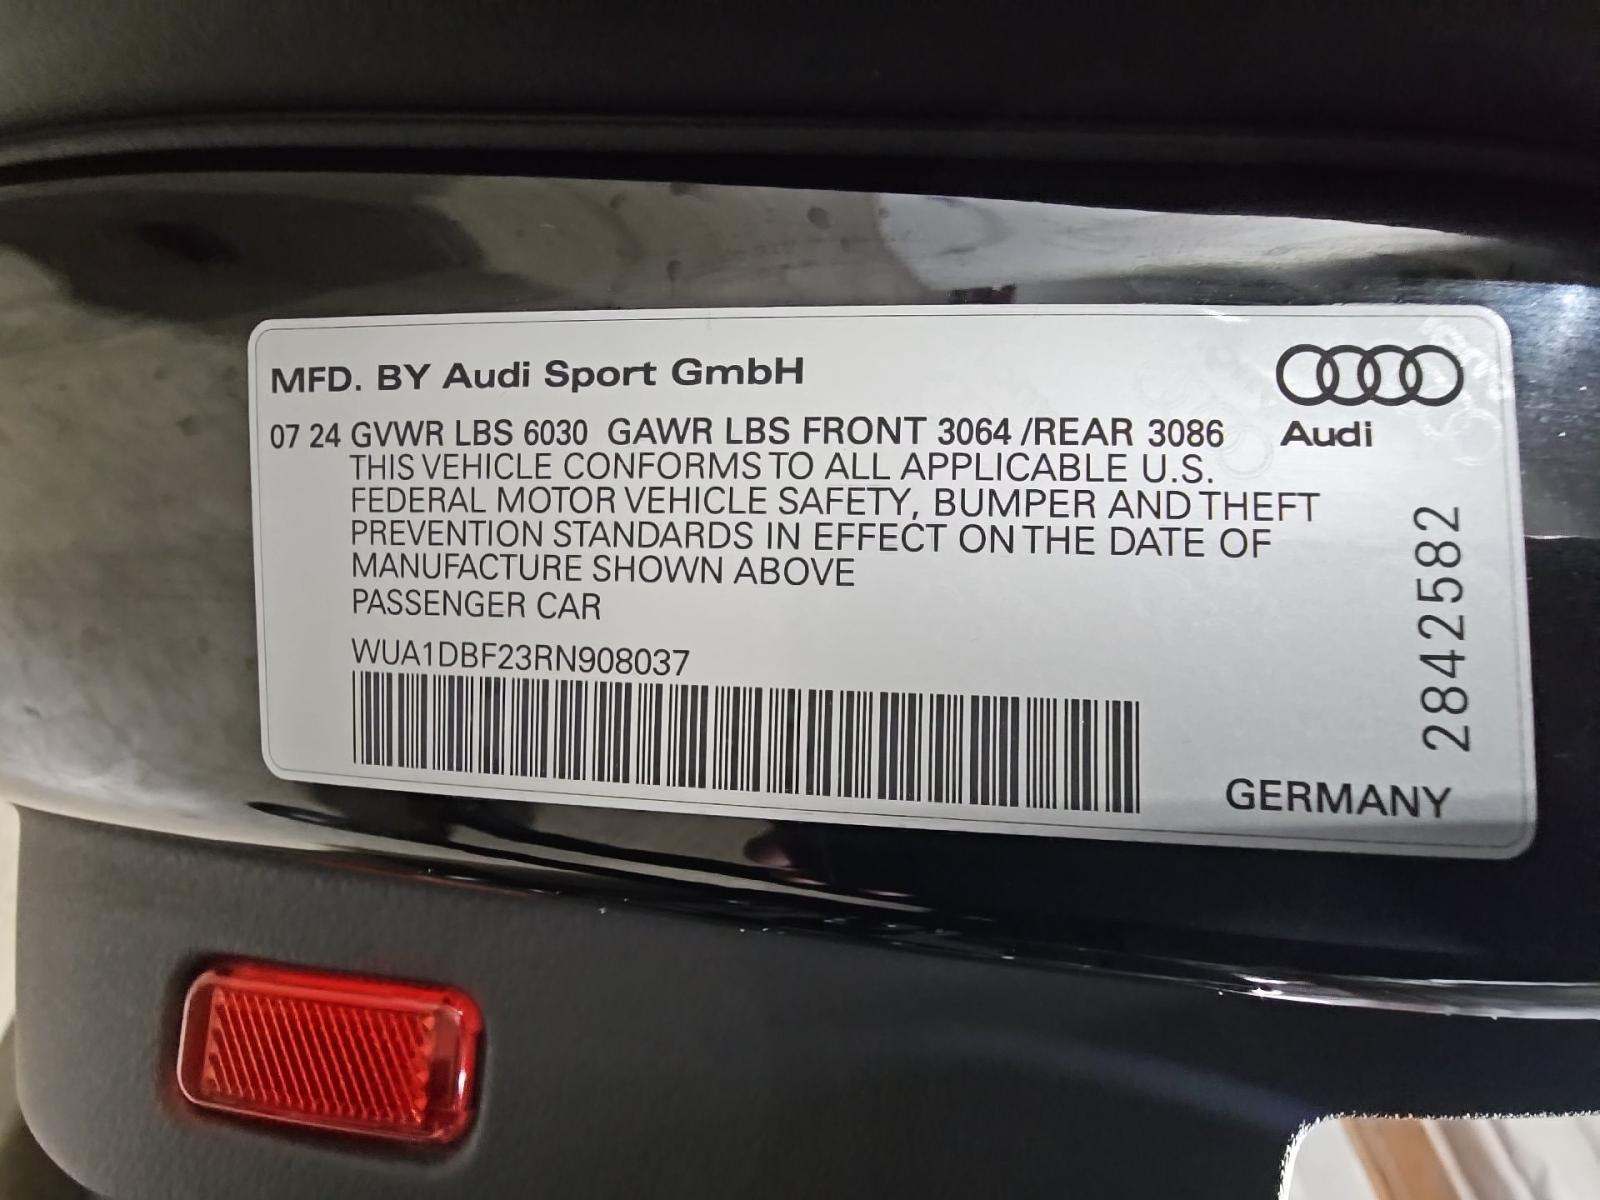 MFD. BY Audi Sport GmbH
07 24 GVWR LBS 6030 GAWR LBS FRONT 3064 /REAR 3086
Audi
THIS VEHICLE CONFORMS TO ALL APPLICABLE U.S.
FEDERAL MOTOR VEHICLE SAFETY, BUMPER AND THEFT
PREVENTION STANDARDS IN EFFECT ON THE DATE OF
MANUFACTURE SHOWN ABOVE
PASSENGER CAR
WUA1DBF23RN908037
2842582
GERMANY